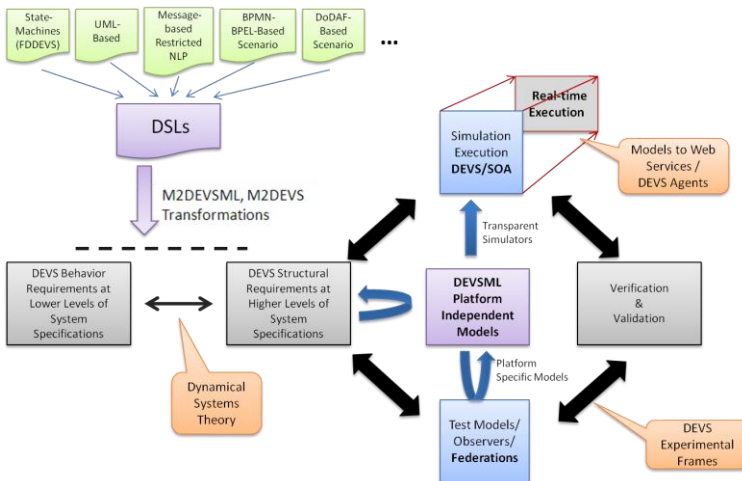 State-
Machines
(FDDEVS)
UML-
Based
Message-
based
Restricted
NLP
BPMN-
BPEL-Based
Scenario
DoDAF-
Based
Scenario
...
DSLs
M2DEVSML, M2DEVS
Transformations
Real-time
Execution
Simulation
Execution
DEVS/SOA
Models to Web
Services /
DEVS Agents
Transparent
Simulators
DEVS Behavior
Requirements at
Lower Levels of
System
Specifications
DEVS Structural
Requirements at
Higher Levels of
System
Specifications
DEVSML
Platform
Independent
Models
Verification
&
Validation
Platform
Specific Models
Dynamical
Systems
Theory
Test Models/
Observers/
Federations
DEVS
Experimental
Frames